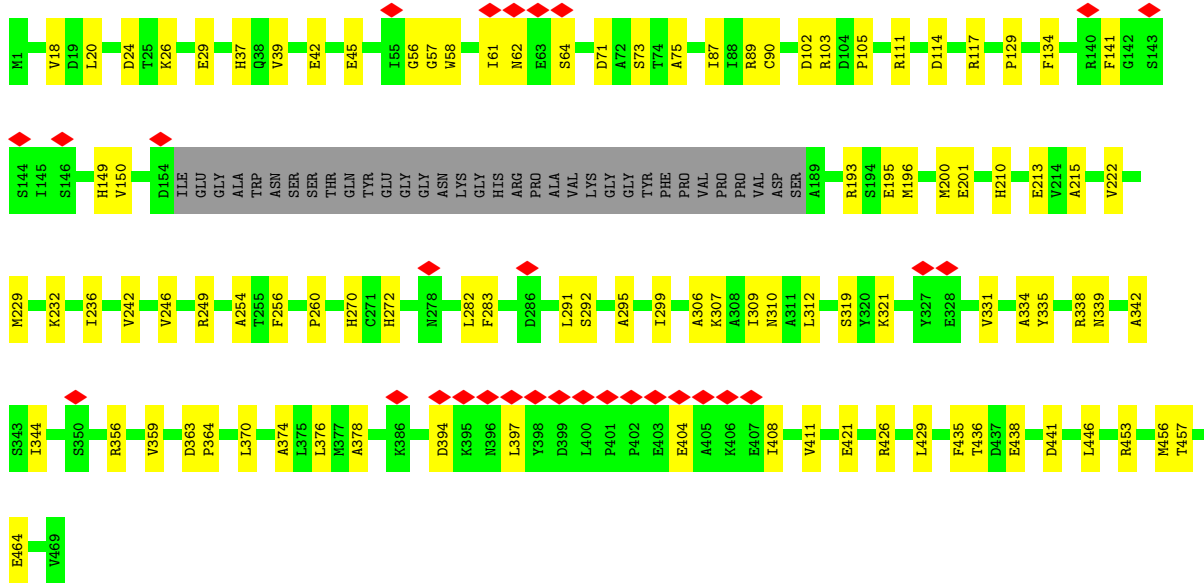 M1 V18 D19 L20 D24 T25 K26 E29 H37 Q38 V39 E42 E45 I55 G56 G57 W58 I61 N62 E63 S64 D71 A72 S73 T74 A75 I87 I88 R89 C90 D102 R103 D104 P105 R111 D114 R117 P129 F134 R140 F141 G142 S143
S144 I145 S146 H149 V150 D154 ILE GLU GLY ALA TRP ASN SER SER THR GLN TYR GLU GLY GLY ASN LYS GLY HIS ARG PRO ALA VAL LYS GLY GLY TYR PHE PRO VAL PRO PRO VAL ASP SER A189 R193 S194 E195 M196 M200 E201 H210 E213 V214 A215 V222
M229 K232 I236 V242 V246 R249 A254 T255 F256 P260 H270 C271 H272 N278 L282 F283 D286 L291 S292 A295 I299 A306 K307 A308 I309 N310 A311 L312 S319 Y320 K321 Y327 E328 V331 A334 Y335 R338 N339 A342
S343 I344 S350 R356 V359 D363 P364 L370 A374 L375 L376 M377 A378 K386 D394 K395 N396 L397 Y398 D399 L400 P401 P402 E403 E404 A405 K406 E407 I408 V411 E421 R426 L429 F435 T436 D437 E438 D441 L446 R453 M456 T457
E464 V469